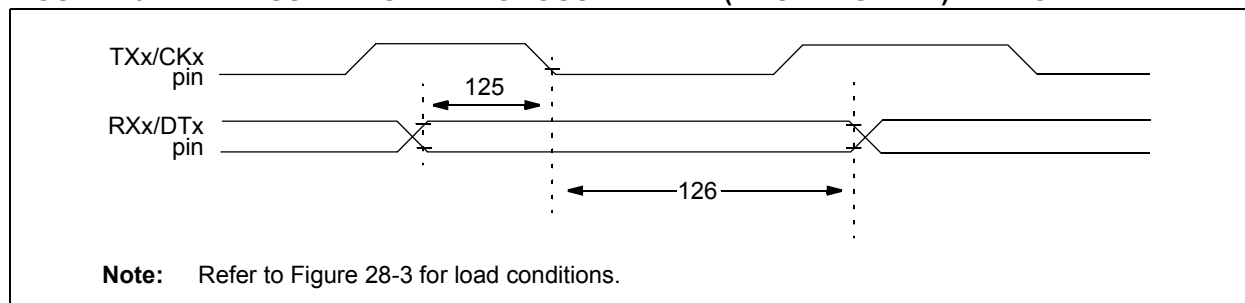 TXx/CKx
pin
125
RXx/DTx
pin
126
Note: Refer to Figure 28-3 for load conditions.